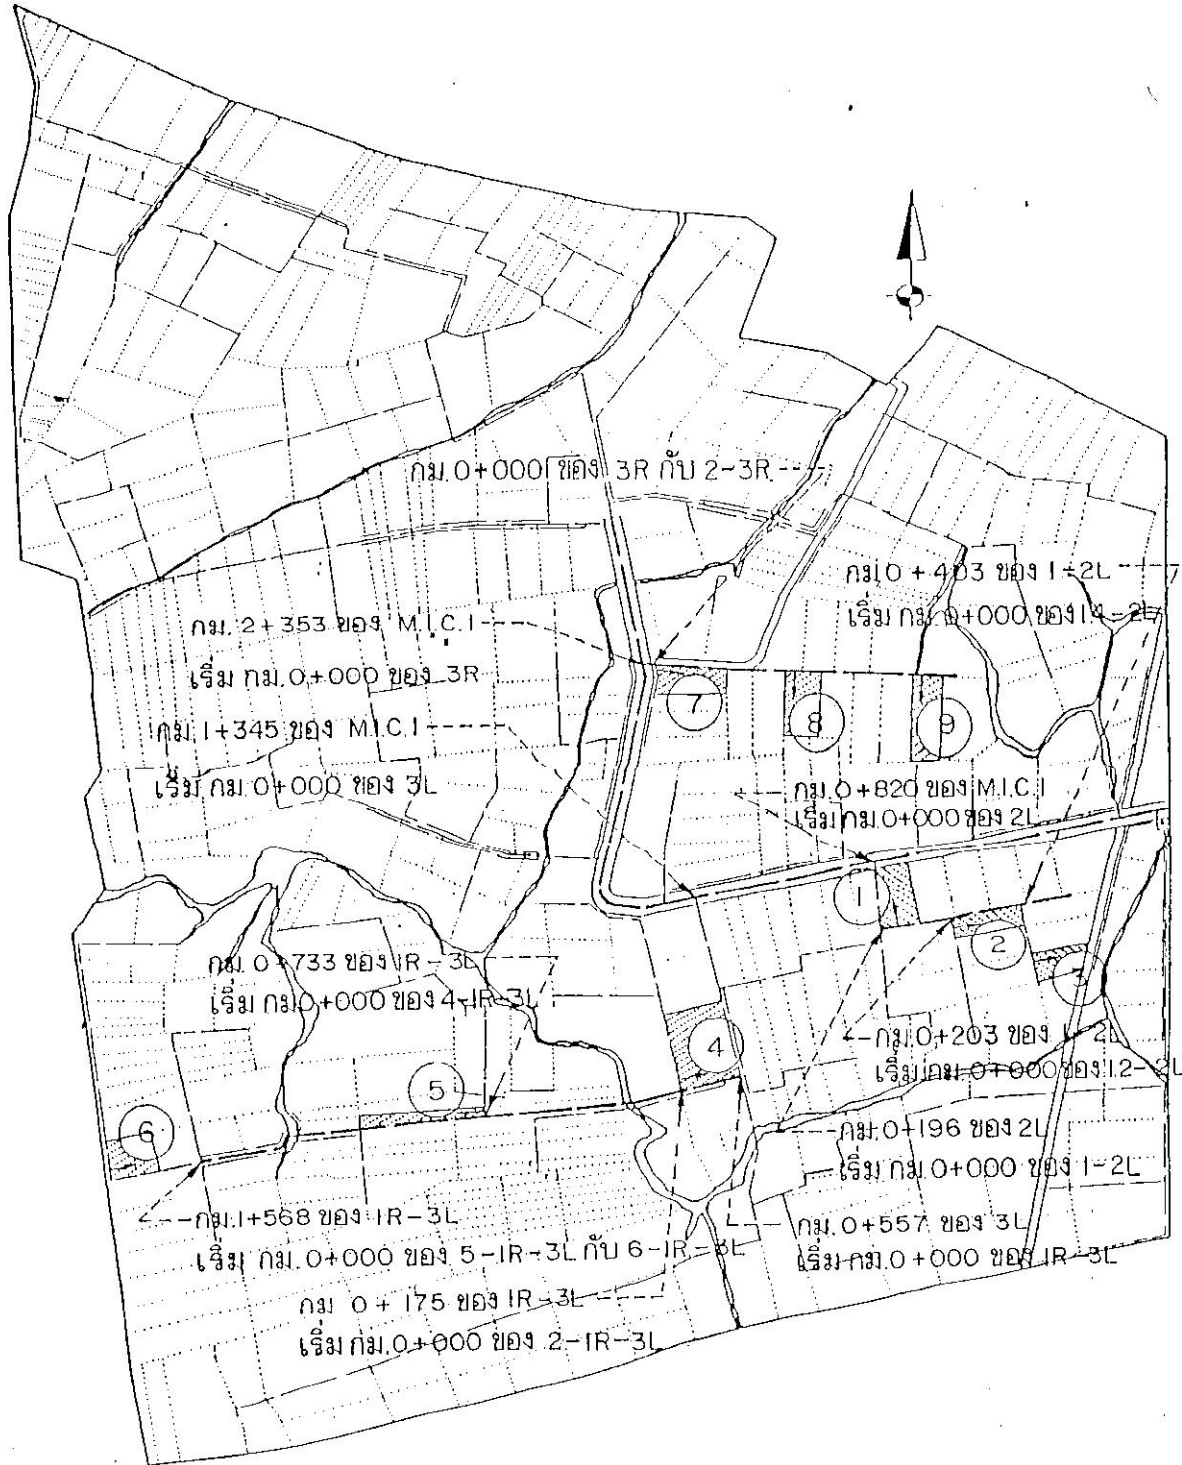 กม.0+000 ของ 3R กับ 2-3R
กม.0+403 ของ 1-2L
เริ่ม กม.0+000 ของ 14-2L
กม.2+353 ของ M.I.C.I
เริ่ม กม.0+000 ของ 3R
กม.1+345 ของ M.I.C.I
เริ่ม กม.0+000 ของ 3L
7
8
9
กม.0+820 ของ M.I.C.I
เริ่ม กม.0+000 ของ 2L
1
2
3
กม.0+733 ของ 1R-3L
เริ่ม กม.0+000 ของ 4-1R-3L
4
กม.0+203 ของ 1-2L
เริ่ม กม.0+000 ของ 12-2L
5
6
กม.0+196 ของ 2L
เริ่ม กม.0+000 ของ 1-2L
กม.1+568 ของ 1R-3L
เริ่ม กม.0+000 ของ 5-1R-3L กับ 6-1R-3L
กม.0+557 ของ 3L
เริ่ม กม.0+000 ของ 1R-3L
กม 0+175 ของ 1R-3L
เริ่ม กม.0+000 ของ 2-1R-3L